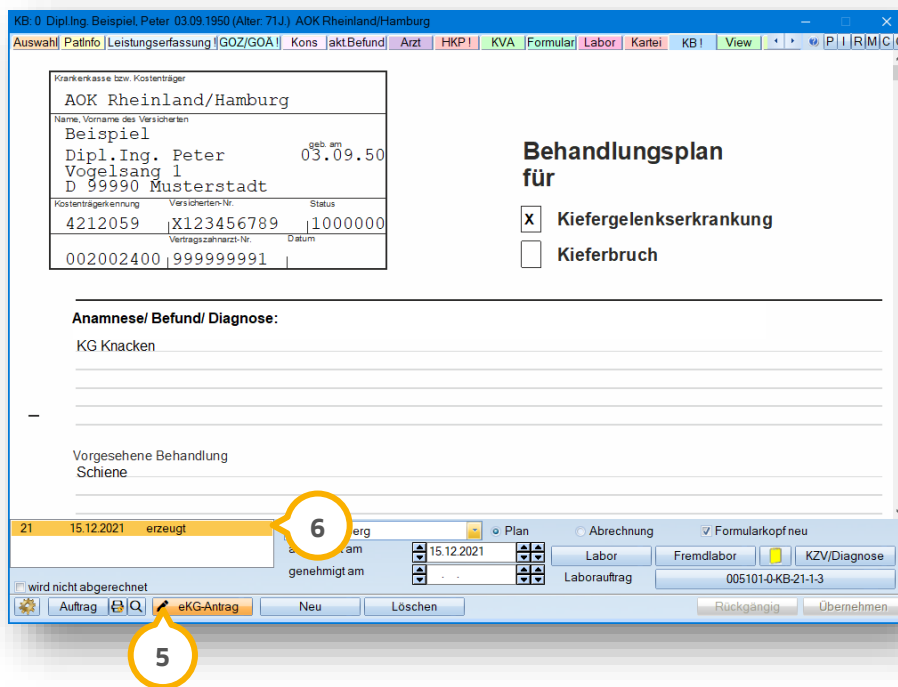 KB: 0 Dipl.Ing. Beispiel, Peter 03.09.1950 (Alter: 71J.) AOK Rheinland/Hamburg
Auswahl PatInfo Leistungserfassung ! GOZ/GOÄ ! Kons akt.Befund Arzt HKP ! KVA Formular Labor Kartei KB ! View P I R M C
Krankenkasse bzw. Kostenträger
AOK Rheinland/Hamburg
Name, Vorname des Versicherten
Beispiel
geb. am
Dipl.Ing. Peter 03.09.50
Vogelsang 1
D 99990 Musterstadt
Kostenträgerkennung Versicherten-Nr. Status
4212059 X123456789 1000000
Vertragszahnarzt-Nr. Datum
002002400 999999991
Behandlungsplan
für
X Kiefergelenkserkrankung
Kieferbruch
Anamnese/ Befund/ Diagnose:
KG Knacken
Vorgesehene Behandlung
Schiene
21 15.12.2021 erzeugt
6
erg
Plan Abrechnung Formularkopf neu
am 15.12.2021 Labor Fremdlabor KZV/Diagnose
genehmigt am . . Laborauftrag 005101-0-KB-21-1-3
wird nicht abgerechnet
Auftrag eKG-Antrag Neu Löschen Rückgängig Übernehmen
5